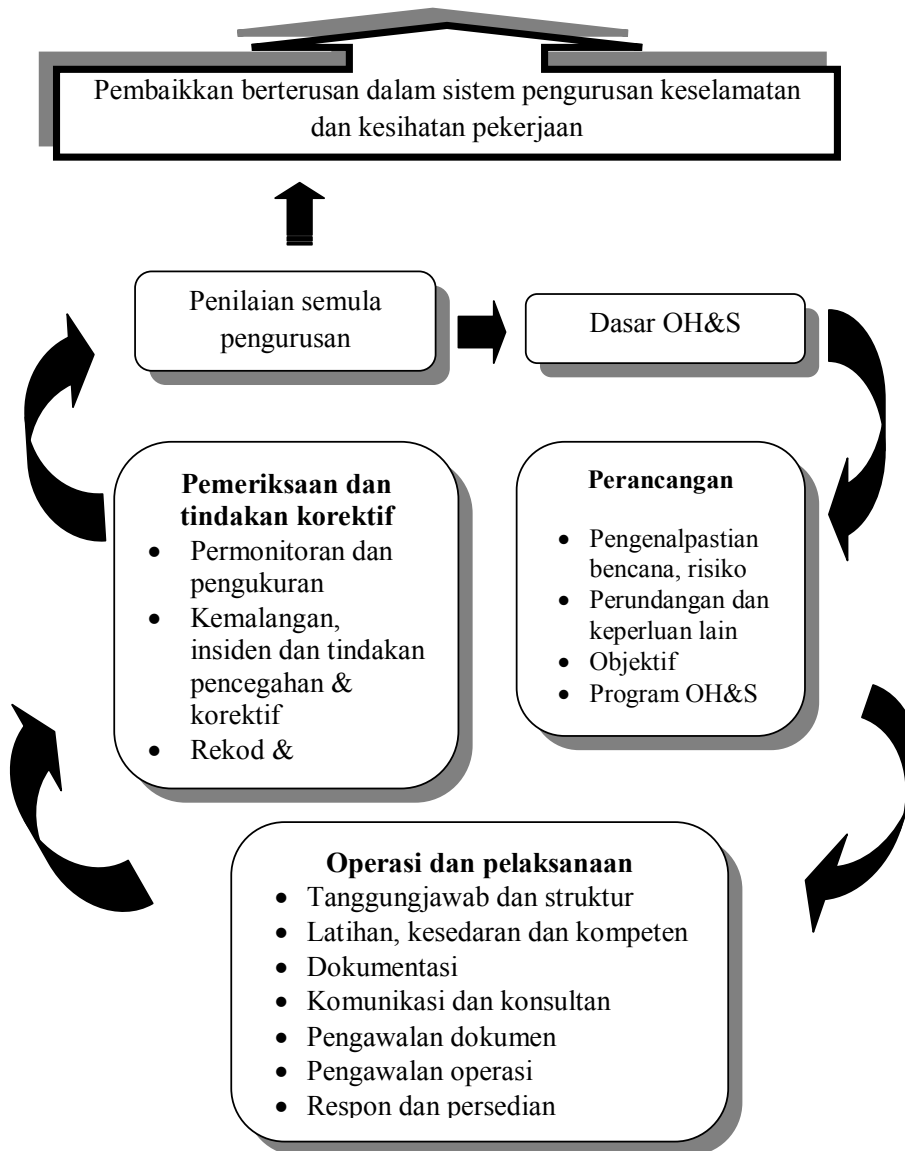 Pembaikkan berterusan dalam sistem pengurusan keselamatan
dan kesihatan pekerjaan
Penilaian semula
pengurusan
Dasar OH&S
Pemeriksaan dan
tindakan korektif
• Permonitoran dan
pengukuran
• Kemalangan,
insiden dan tindakan
pencegahan &
korektif
• Rekod &
Perancangan
• Pengenalpastian
bencana, risiko
• Perundangan dan
keperluan lain
• Objektif
• Program OH&S
Operasi dan pelaksanaan
• Tanggungjawab dan struktur
• Latihan, kesedaran dan kompeten
• Dokumentasi
• Komunikasi dan konsultan
• Pengawalan dokumen
• Pengawalan operasi
• Respon dan persedian